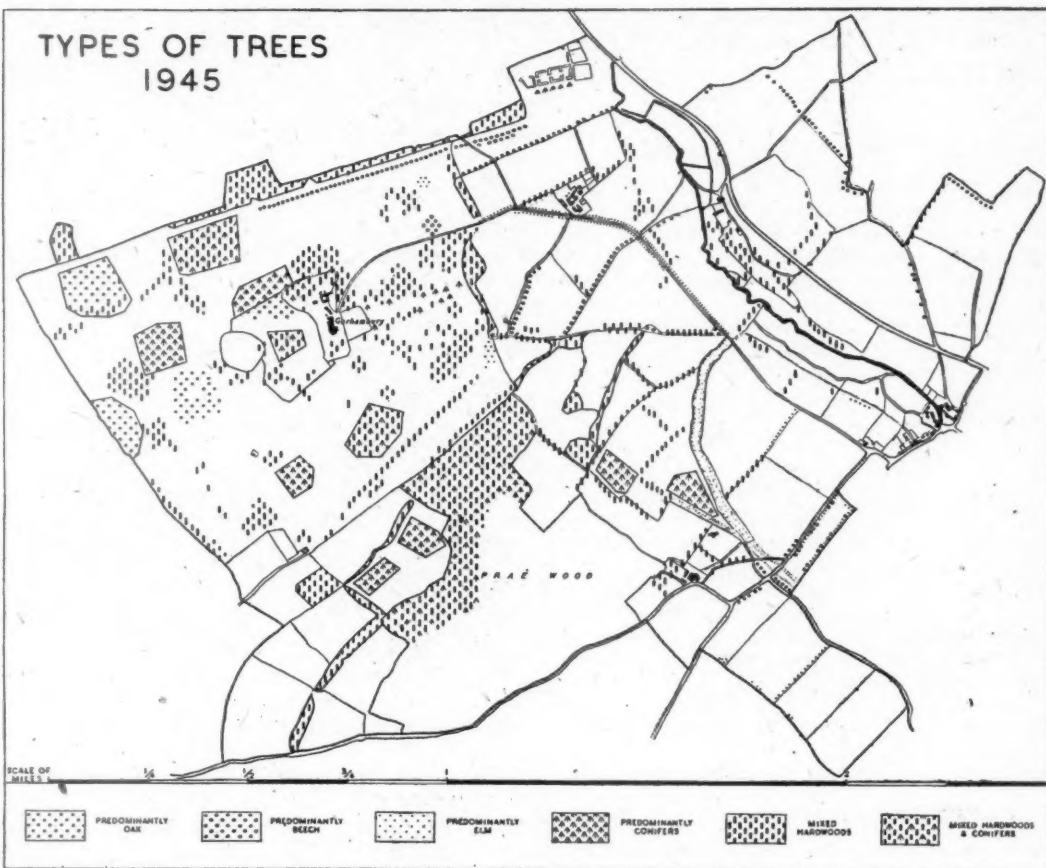 TYPES OF TREES
1945
Gorhambury
PRAE WOOD
SCALE OF
MILES
1/4
1/2
3/4
1
2
PREDOMINANTLY
OAK
PREDOMINANTLY
BEECH
PREDOMINANTLY
ELM
PREDOMINANTLY
CONIFERS
MIXED
HARDWOODS
MIXED HARDWOODS
& CONIFERS